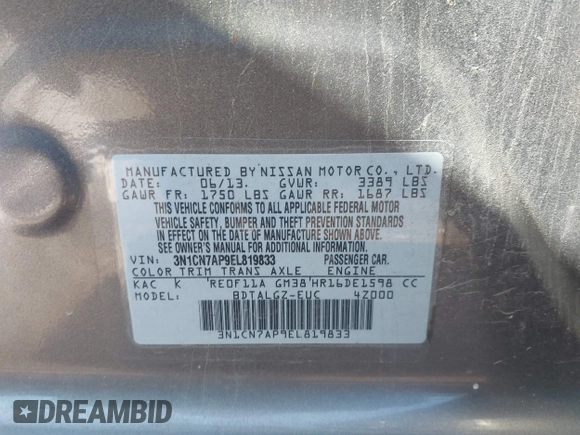 MANUFACTURED BY NISSAN MOTOR CO., LTD.
DATE: 06/13. GVWR: 3389 LBS
GAWR FR: 1750 LBS GAWR RR: 1687 LBS
THIS VEHICLE CONFORMS TO ALL APPLICABLE FEDERAL MOTOR
VEHICLE SAFETY, BUMPER AND THEFT PREVENTION STANDARDS
IN EFFECT ON THE DATE OF MANUFACTURE SHOWN ABOVE.
SEE OWNER'S MANUAL FOR ADDITIONAL INFORMATION.
VIN: 3N1CN7AP9EL819833 PASSENGER CAR.
COLOR TRIM TRANS AXLE ENGINE
KAC K RE0F11A GM38 HR16DE1598 CC
MODEL: BDTALGZ-EUC 4Z000
3N1CN7AP9EL819833
DREAMBID